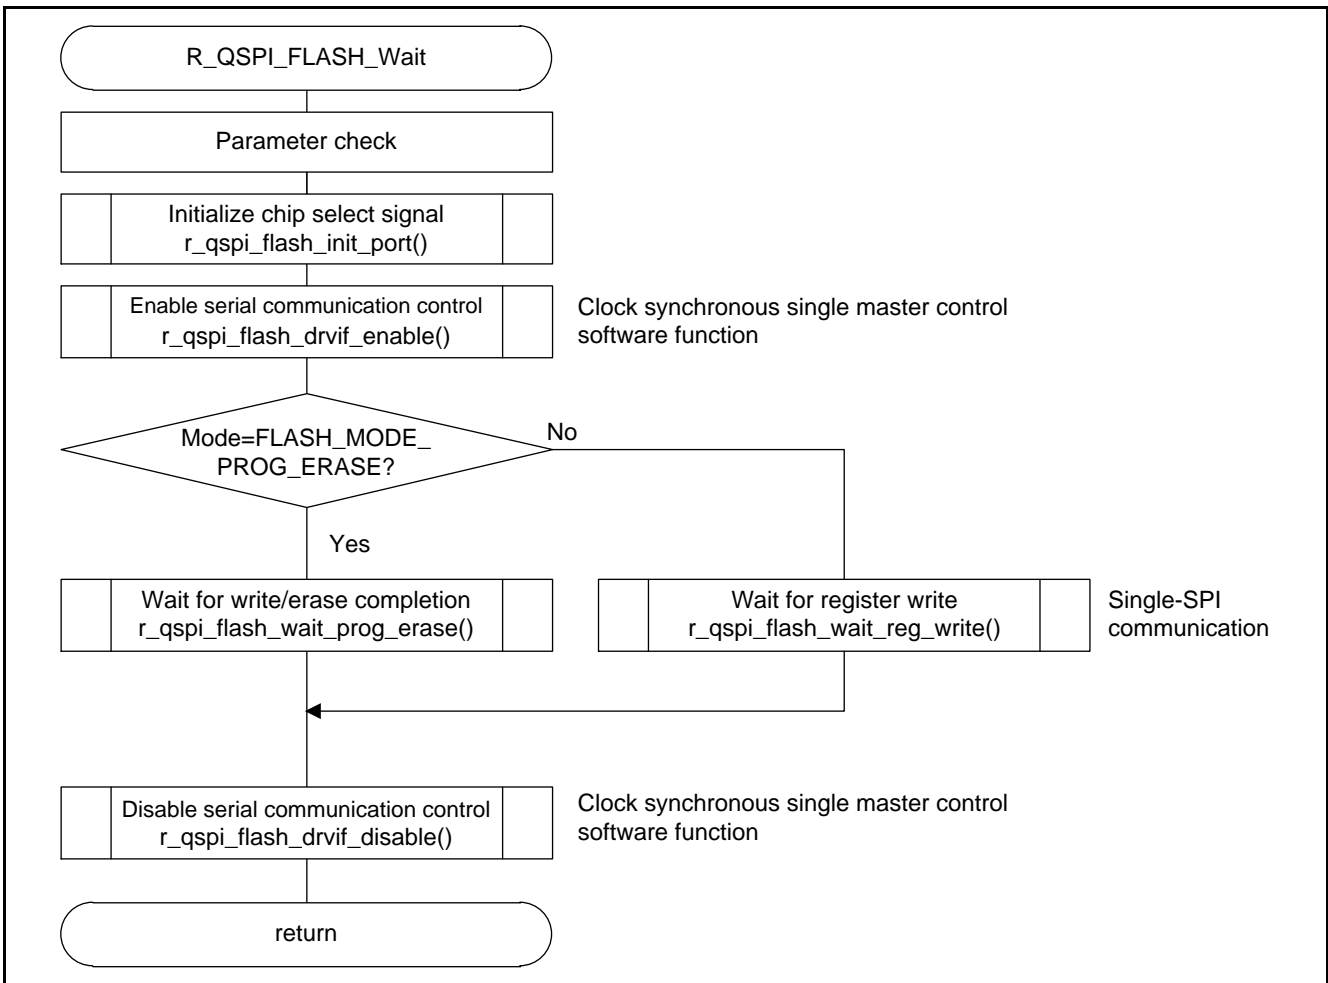 R_QSPI_FLASH_Wait
Parameter check
Initialize chip select signal
r_qspi_flash_init_port()
Enable serial communication control
r_qspi_flash_drvif_enable()
Clock synchronous single master control
software function
Mode=FLASH_MODE_
PROG_ERASE?
No
Yes
Wait for write/erase completion
r_qspi_flash_wait_prog_erase()
Wait for register write
r_qspi_flash_wait_reg_write()
Single-SPI
communication
Disable serial communication control
r_qspi_flash_drvif_disable()
Clock synchronous single master control
software function
return